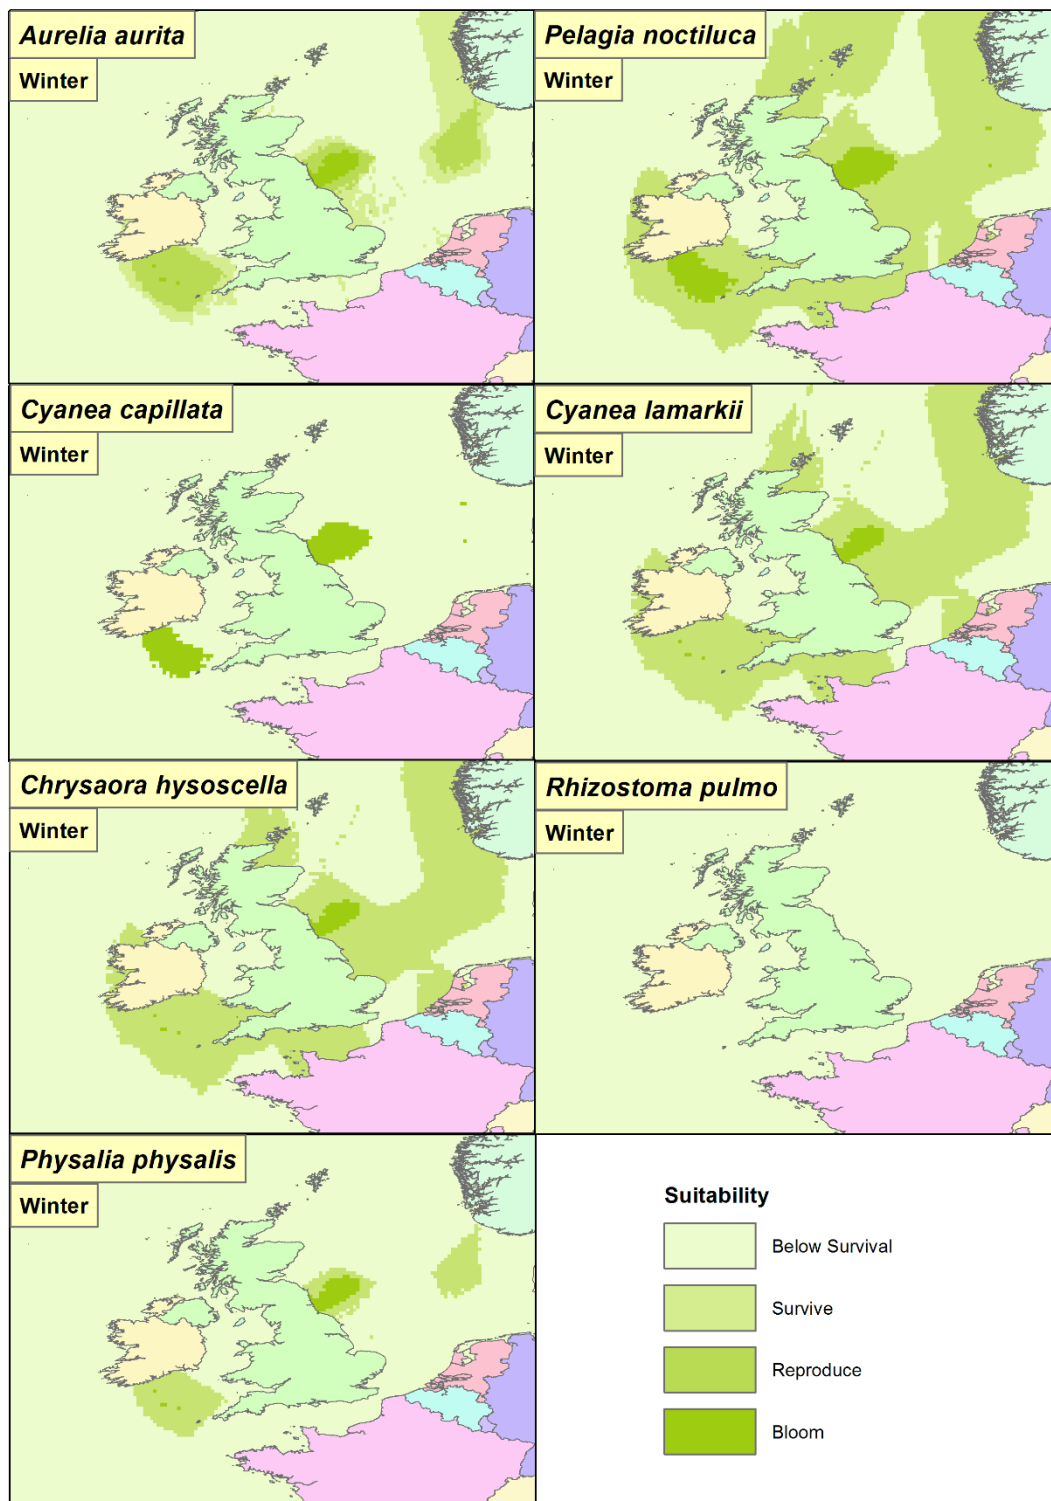 Aurelia aurita
Winter
Pelagia noctiluca
Winter
Cyanea capillata
Winter
Cyanea lamarkii
Winter
Chrysaora hysoscella
Winter
Rhizostoma pulmo
Winter
Physalia physalis
Winter
Suitability
Below Survival
Survive
Reproduce
Bloom